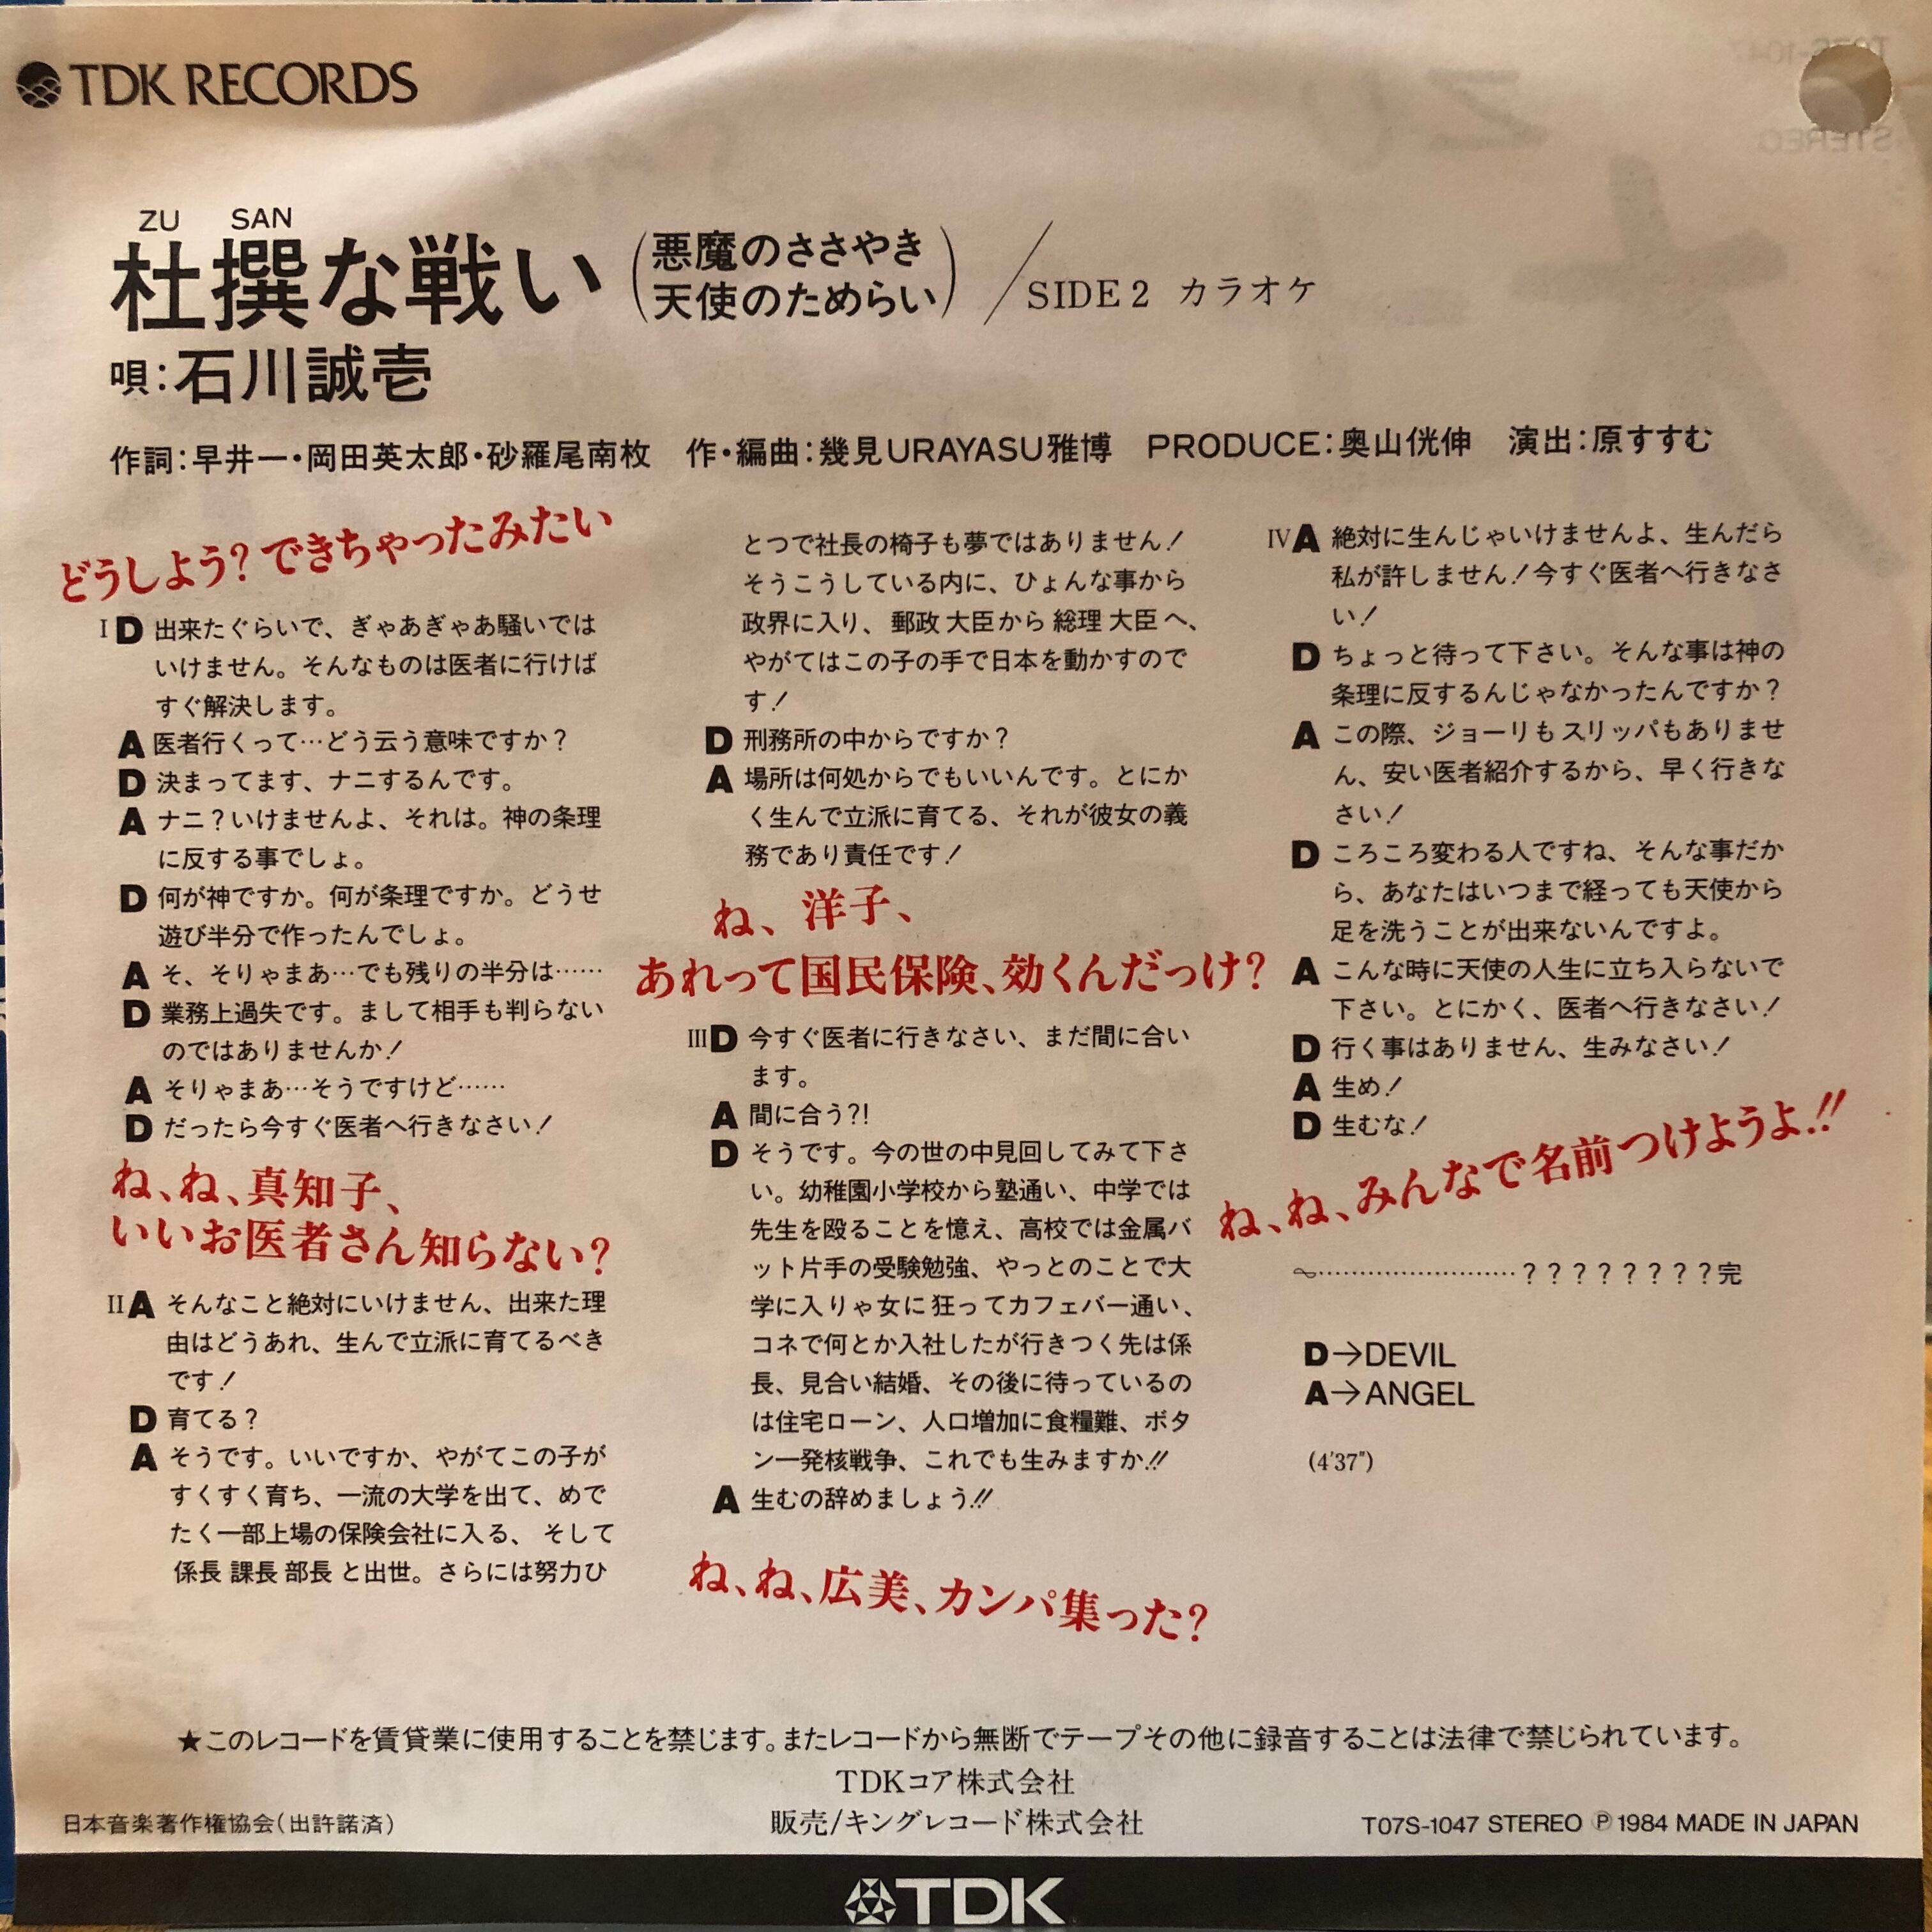 TDK RECORDS
ZU SAN
杜撰な戦い(悪魔のささやき
天使のためらい)/SIDE 2 カラオケ
唄:石川誠壱
作詞:早井一・岡田英太郎・砂羅尾南枚 作・編曲:幾見URAYASU雅博 PRODUCE:奥山侊伸 演出:原すすむ
どうしよう?できちゃったみたい
I D 出来たぐらいで、ぎゃあぎゃあ騒いでは
いけません。そんなものは医者に行けば
すぐ解決します。
A 医者行くって…どう云う意味ですか?
D 決まってます、ナニするんです。
A ナニ?いけませんよ、それは。神の条理
に反する事でしょ。
D 何が神ですか。何が条理ですか。どうせ
遊び半分で作ったんでしょ。
A そ、そりゃまあ…でも残りの半分は……
D 業務上過失です。まして相手も判らない
のではありませんか!
A そりゃまあ…そうですけど……
D だったら今すぐ医者へ行きなさい!
ね、ね、真知子、
いいお医者さん知らない?
II A そんなこと絶対にいけません、出来た理
由はどうあれ、生んで立派に育てるべき
です!
D 育てる?
A そうです。いいですか、やがてこの子が
すくすく育ち、一流の大学を出て、めで
たく一部上場の保険会社に入る、そして
係長 課長 部長 と出世。さらには努力ひ
とつで社長の椅子も夢ではありません!
そうこうしている内に、ひょんな事から
政界に入り、郵政 大臣から 総理 大臣 へ、
やがてはこの子の手で日本を動かすので
す!
D 刑務所の中からですか?
A 場所は何処からでもいいんです。とにか
く生んで立派に育てる、それが彼女の義
務であり責任です!
ね、洋子、
あれって国民保険、効くんだっけ?
III D 今すぐ医者に行きなさい、まだ間に合い
ます。
A 間に合う?!
D そうです。今の世の中見回してみて下さ
い。幼稚園小学校から塾通い、中学では
先生を殴ることを憶え、高校では金属バ
ット片手の受験勉強、やっとのことで大
学に入りゃ女に狂ってカフェバー通い、
コネで何とか入社したが行きつく先は係
長、見合い結婚、その後に待っているの
は住宅ローン、人口増加に食糧難、ボタ
ン一発核戦争、これでも生みますか!!
A 生むの辞めましょう!!
ね、ね、広美、カンパ集った?
IV A 絶対に生んじゃいけませんよ、生んだら
私が許しません!今すぐ医者へ行きなさ
い!
D ちょっと待って下さい。そんな事は神の
条理に反するんじゃなかったんですか?
A この際、ジョーリもスリッパもありませ
ん、安い医者紹介するから、早く行きな
さい!
D ころころ変わる人ですね、そんな事だか
ら、あなたはいつまで経っても天使から
足を洗うことが出来ないんですよ。
A こんな時に天使の人生に立ち入らないで
下さい。とにかく、医者へ行きなさい!
D 行く事はありません、生みなさい!
A 生め!
D 生むな!
ね、ね、みんなで名前つけようよ!!
……………………????????完
D→DEVIL
A→ANGEL
(4'37")
★このレコードを賃貸業に使用することを禁じます。またレコードから無断でテープその他に録音することは法律で禁じられています。
TDKコア株式会社
日本音楽著作権協会(出許諾済)
販売/キングレコード株式会社
T07S-1047 STEREO Ⓟ1984 MADE IN JAPAN
TDK